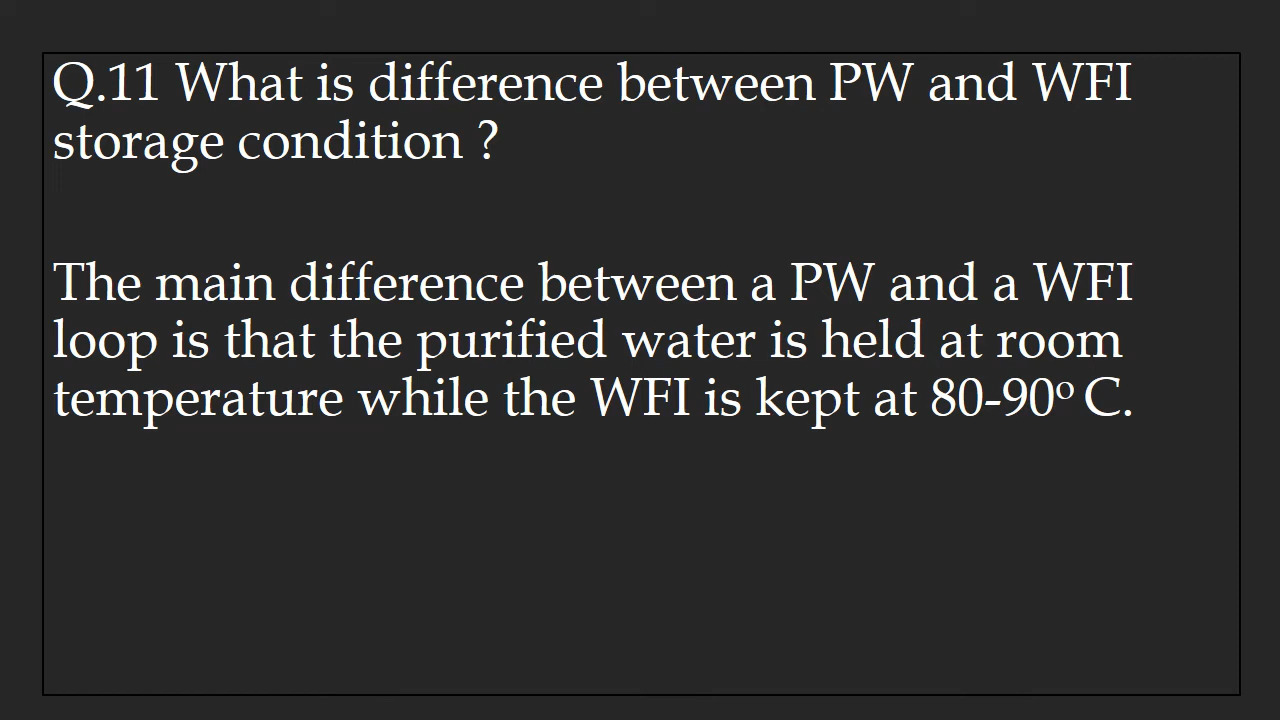 Q.11 What is difference between PW and WFI
storage condition ?
The main difference between a PW and a WFI
loop is that the purified water is held at room
temperature while the WFI is kept at 80-90º C.